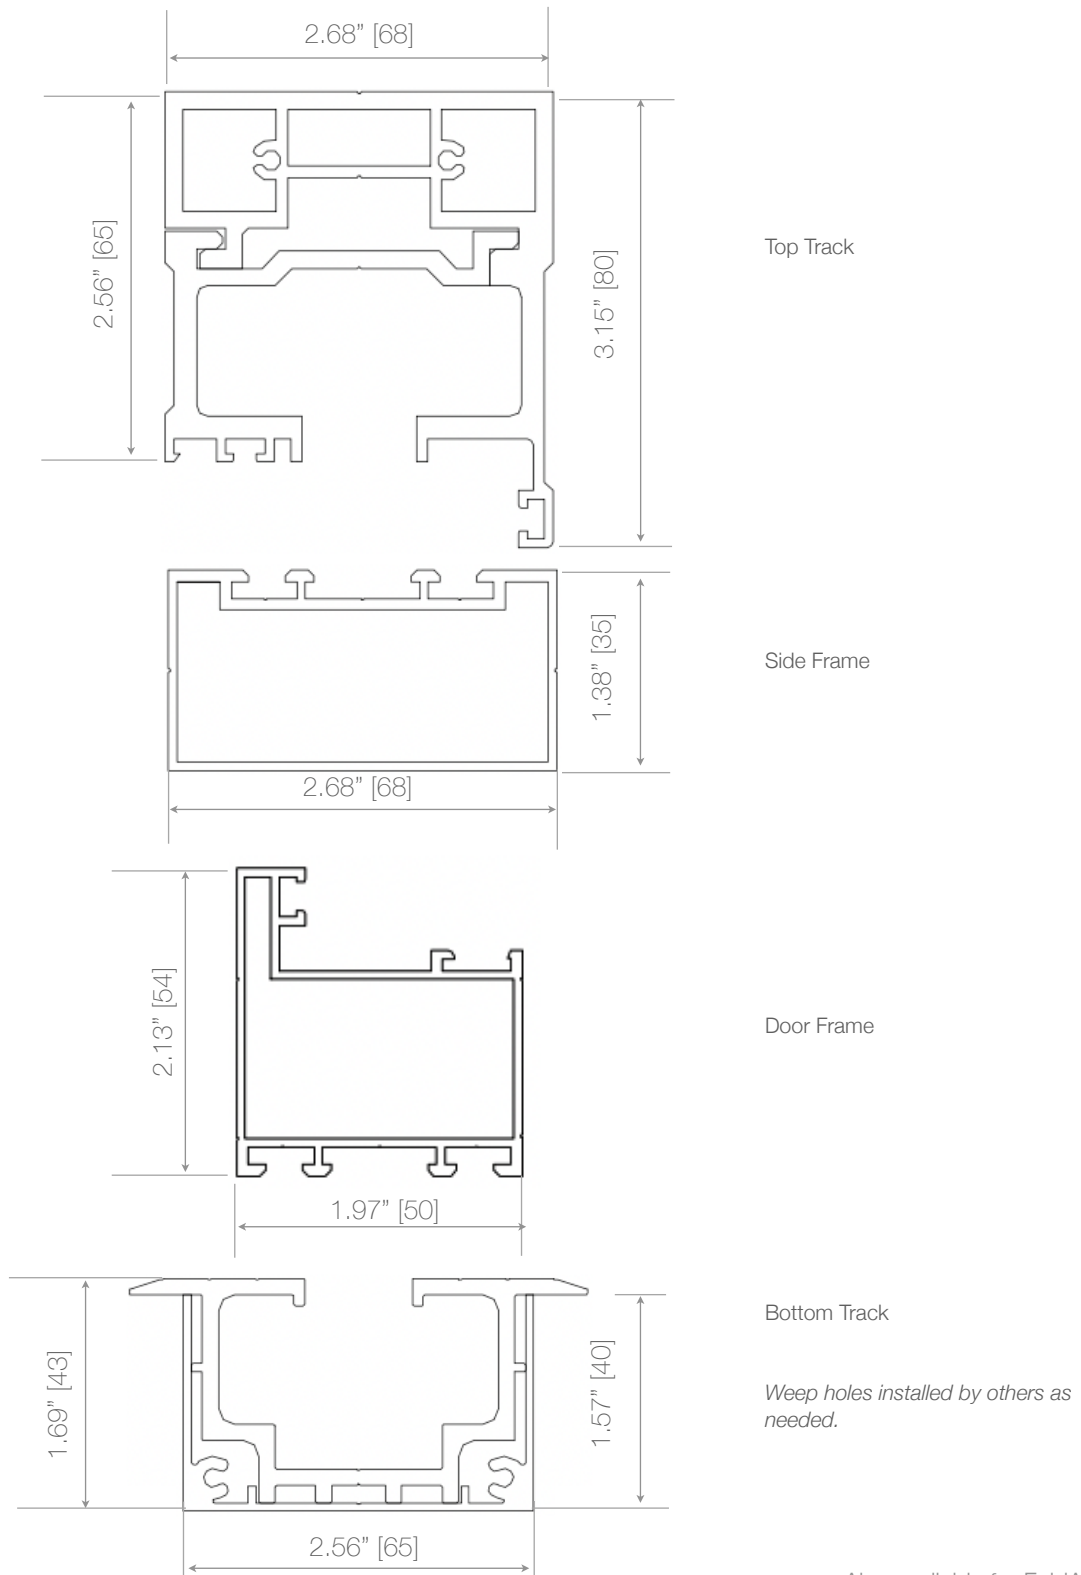 2.68” [68]
2.56” [65]
3.15” [80]
Top Track
1.38” [35]
Side Frame
2.68” [68]
2.13” [54]
Door Frame
1.97” [50]
Bottom Track
1.69” [43]
1.57” [40]
Weep holes installed by others as
needed.
2.56” [65]